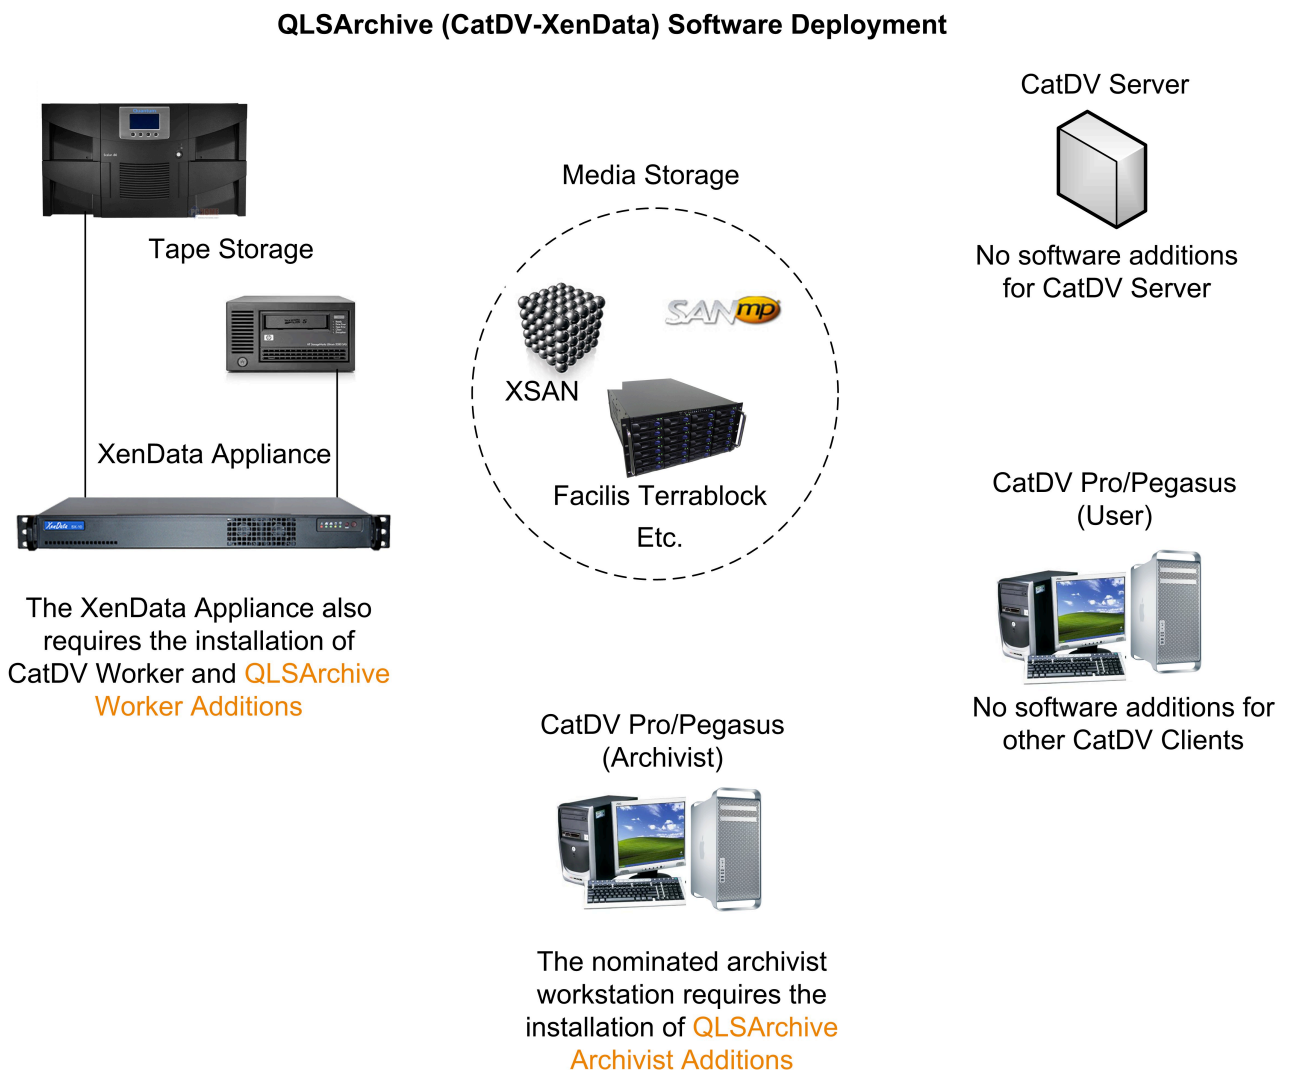 QLSArchive (CatDV-XenData) Software Deployment
CatDV Server
No software additions
for CatDV Server
Media Storage
XSAN
SANmp
Facilis Terrablock
Etc.
Tape Storage
XenData Appliance
XenData
The XenData Appliance also
requires the installation of
CatDV Worker and QLSArchive
Worker Additions
CatDV Pro/Pegasus
(User)
No software additions for
other CatDV Clients
CatDV Pro/Pegasus
(Archivist)
The nominated archivist
workstation requires the
installation of QLSArchive
Archivist Additions